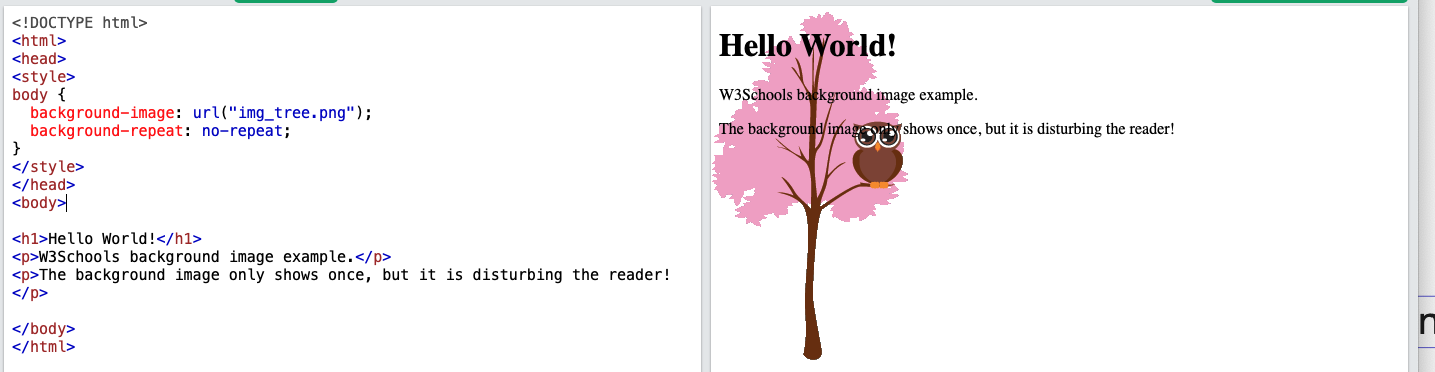 <!DOCTYPE html>
<html>
<head>
<style>
body {
  background-image: url("img_tree.png");
  background-repeat: no-repeat;
}
</style>
</head>
<body>

<h1>Hello World!</h1>
<p>W3Schools background image example.</p>
<p>The background image only shows once, but it is disturbing the reader!
</p>

</body>
</html>
Hello World!
W3Schools background image example.
The background image only shows once, but it is disturbing the reader!